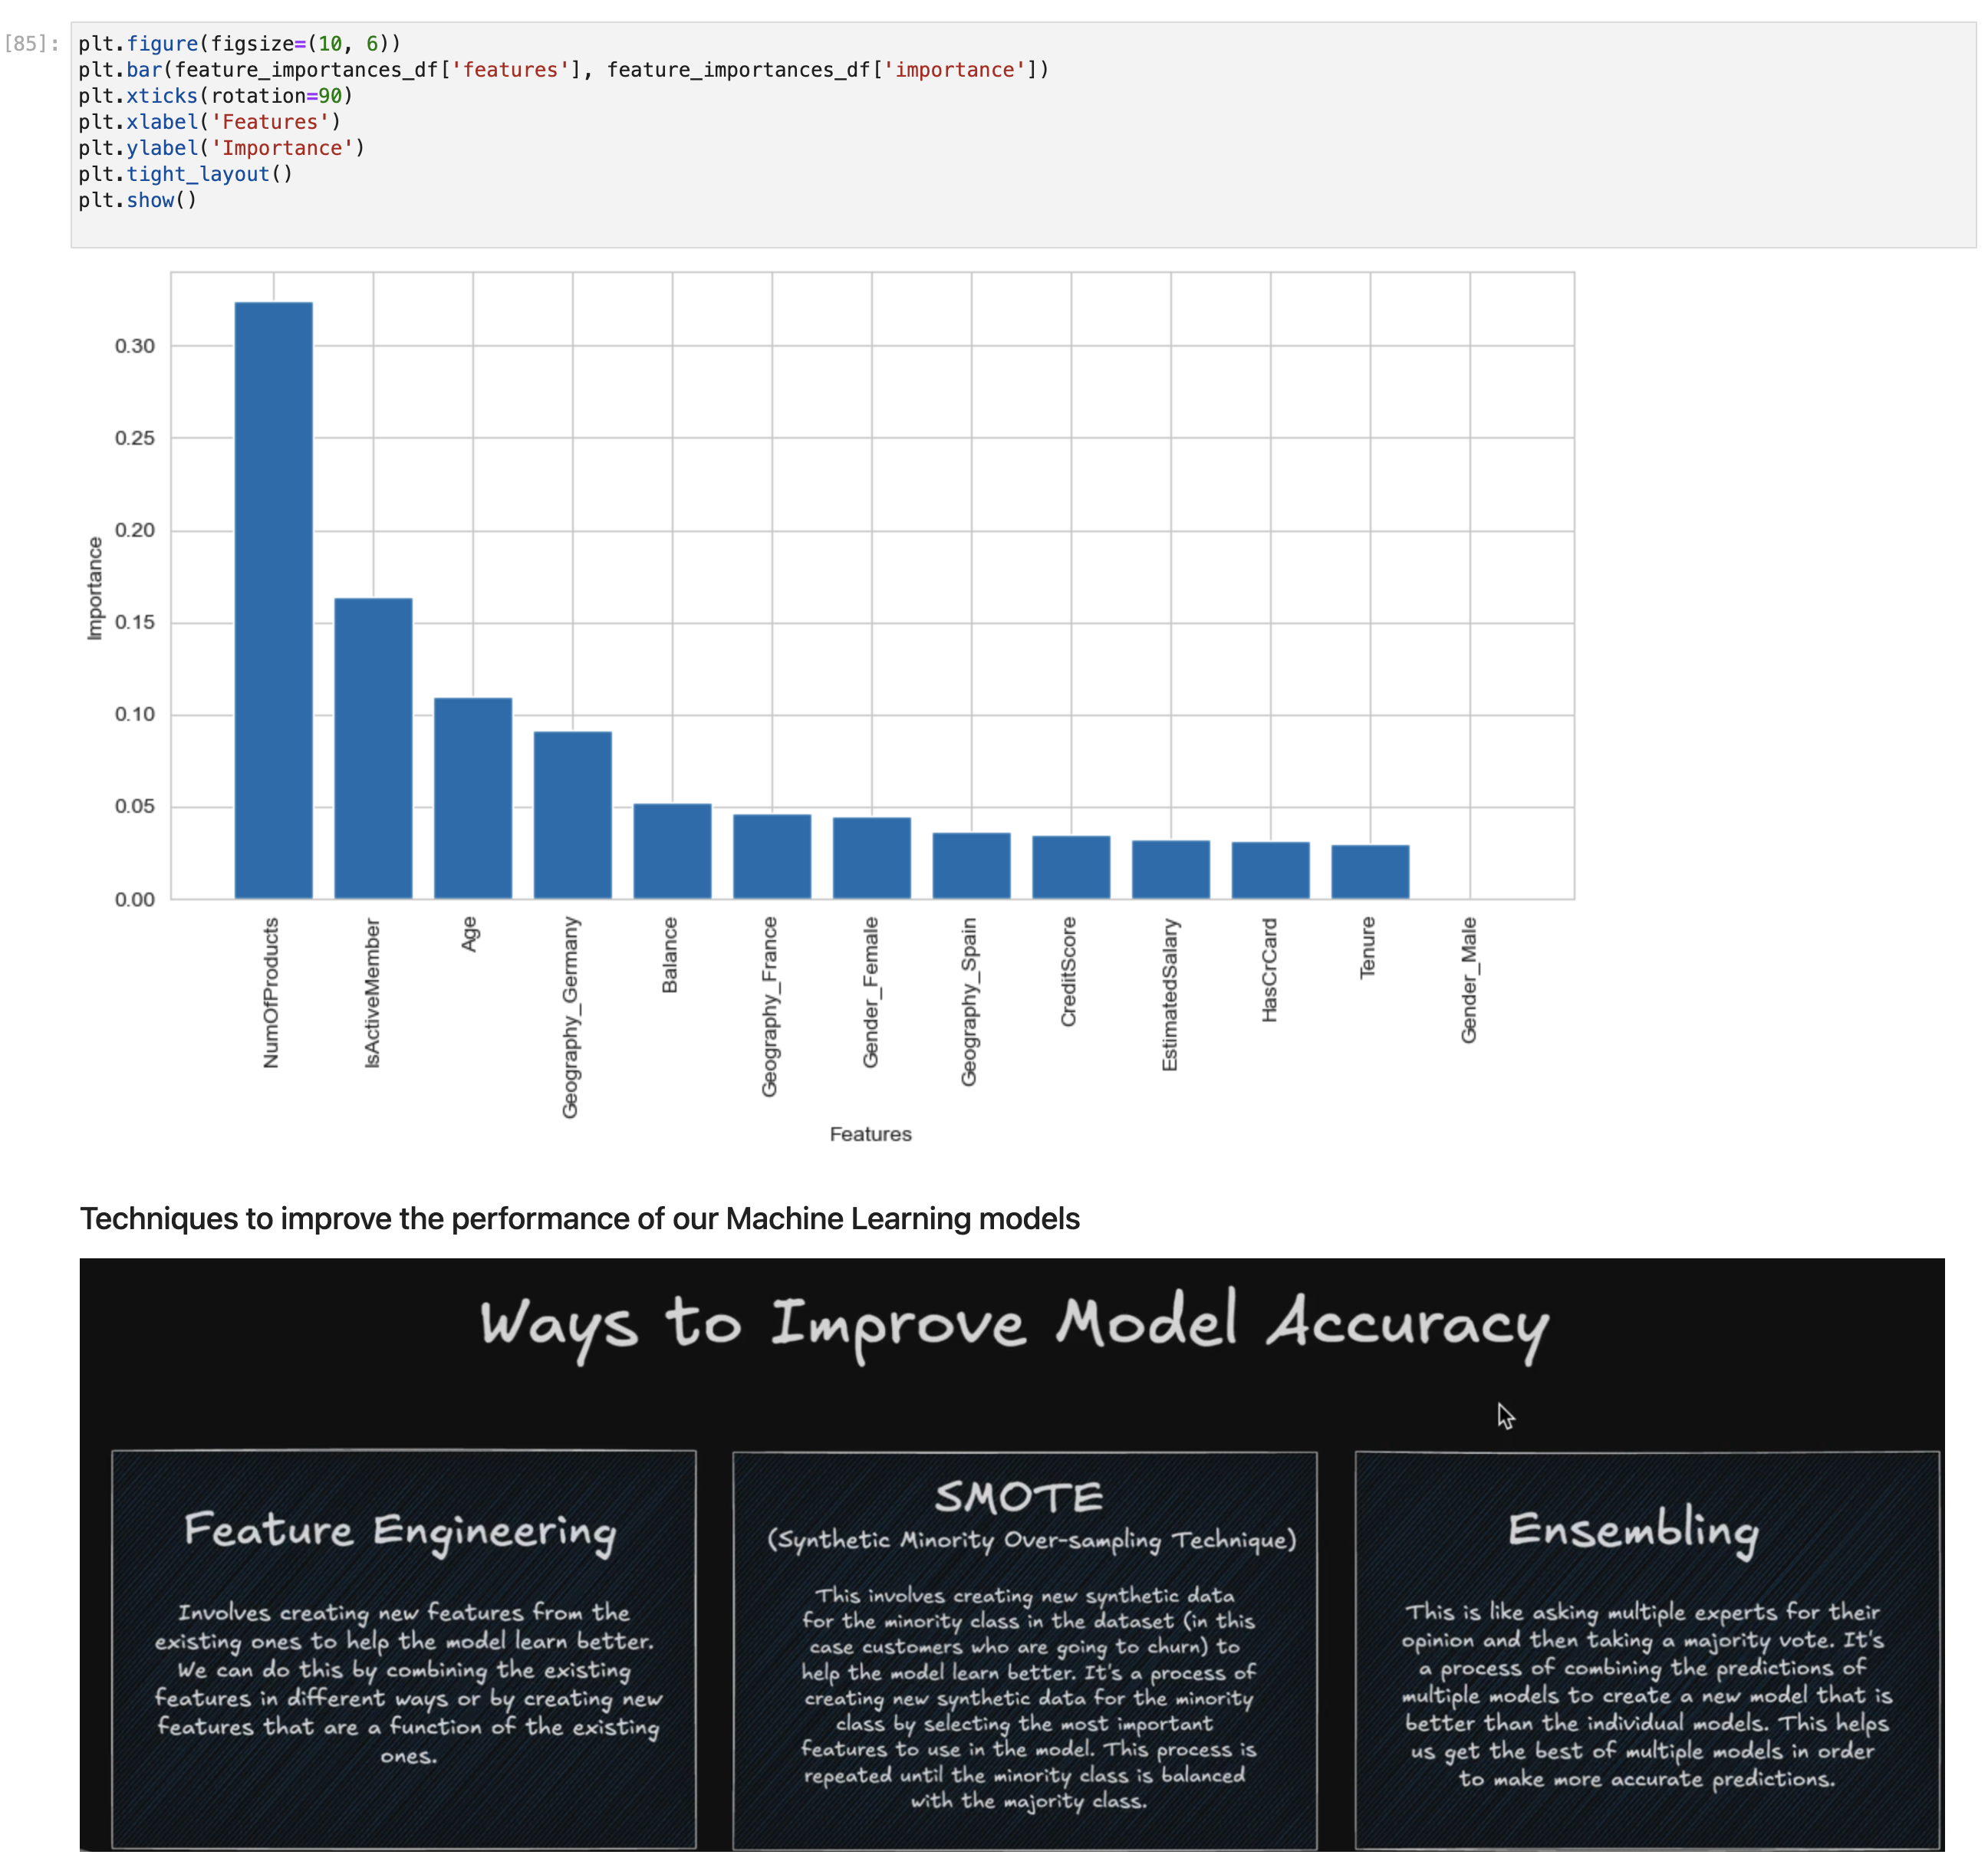 [85]:
plt.figure(figsize=(10, 6))
plt.bar(feature_importances_df['features'], feature_importances_df['importance'])
plt.xticks(rotation=90)
plt.xlabel('Features')
plt.ylabel('Importance')
plt.tight_layout()
plt.show()
0.30
0.25
0.20
0.15
0.10
0.05
0.00
Importance
NumOfProducts
IsActiveMember
Age
Geography_Germany
Balance
Geography_France
Gender_Female
Geography_Spain
CreditScore
EstimatedSalary
HasCrCard
Tenure
Gender_Male
Features
Techniques to improve the performance of our Machine Learning models
Ways to Improve Model Accuracy
Feature Engineering
Involves creating new features from the
existing ones to help the model learn better.
We can do this by combining the existing
features in different ways or by creating new
features that are a function of the existing
ones.
SMOTE
(Synthetic Minority Over-sampling Technique)
This involves creating new synthetic data
for the minority class in the dataset (in this
case customers who are going to churn) to
help the model learn better. It's a process of
creating new synthetic data for the minority
class by selecting the most important
features to use in the model. This process is
repeated until the minority class is balanced
with the majority class.
Ensembling
This is like asking multiple experts for their
opinion and then taking a majority vote. It's
a process of combining the predictions of
multiple models to create a new model that is
better than the individual models. This helps
us get the best of multiple models in order
to make more accurate predictions.